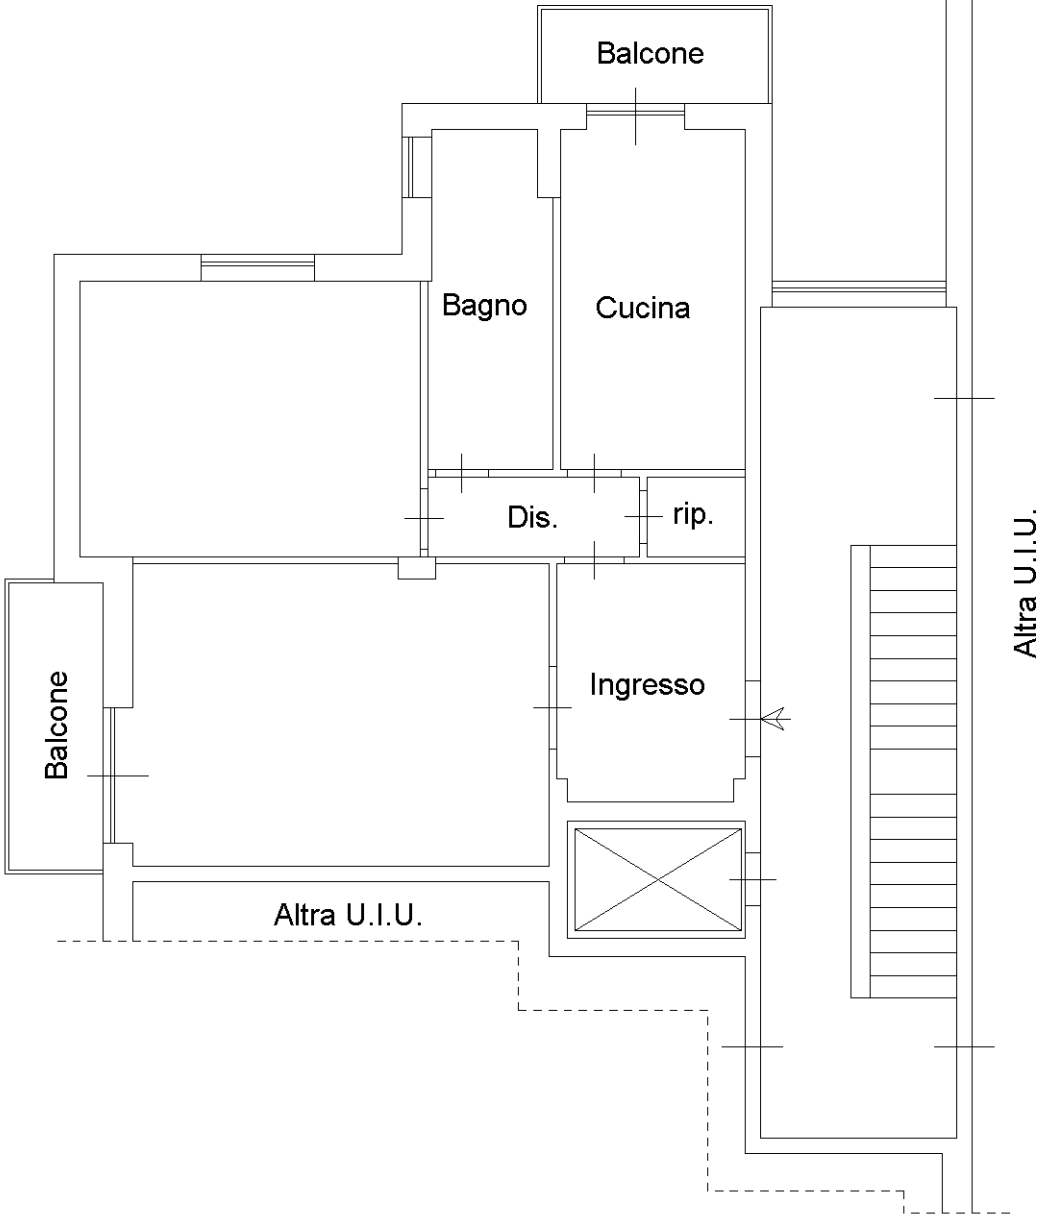 Balcone
Bagno
Cucina
Dis.
rip.
Altra U.I.U.
Ingresso
Balcone
Altra U.I.U.